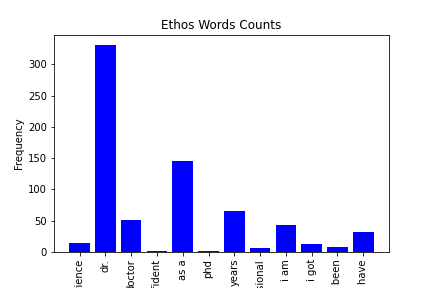 Ethos Words Counts
Frequency
300
250
200
150
100
50
0
ience
dr.
doctor
ident
as a
phd
years
sional
i am
i got
been
have